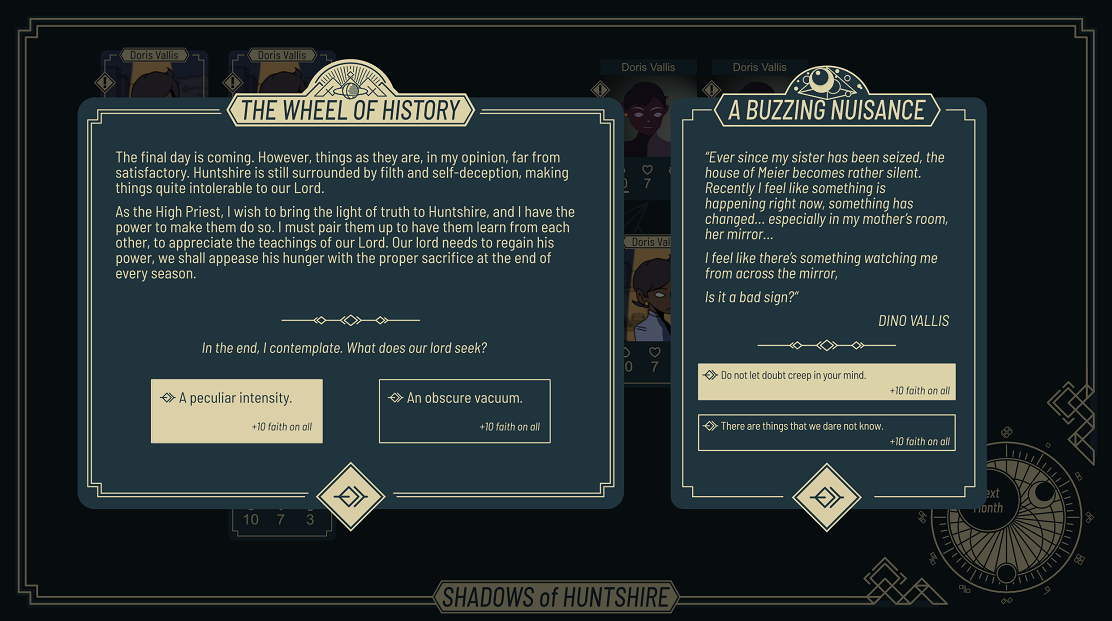 Doris Vallis
Doris Vallis
Doris Vallis
Doris Vallis
THE WHEEL OF HISTORY
The final day is coming. However, things as they are, in my opinion, far from
satisfactory. Huntshire is still surrounded by filth and self-deception, making
things quite intolerable to our Lord.
As the High Priest, I wish to bring the light of truth to Huntshire, and I have the
power to make them do so. I must pair them up to have them learn from each
other, to appreciate the teachings of our Lord. Our lord needs to regain his
power, we shall appease his hunger with the proper sacrifice at the end of
every season.
In the end, I contemplate. What does our lord seek?
A peculiar intensity.
+10 faith on all
An obscure vacuum.
+10 faith on all
7
Doris Val
0 7
10 7 3
A BUZZING NUISANCE
“Ever since my sister has been seized, the
house of Meier becomes rather silent.
Recently I feel like something is
happening right now, something has
changed... especially in my mother’s room,
her mirror...
I feel like there’s something watching me
from across the mirror,
Is it a bad sign?”
DINO VALLIS
Do not let doubt creep in your mind.
+10 faith on all
There are things that we dare not know.
+10 faith on all
Month
SHADOWS of HUNTSHIRE